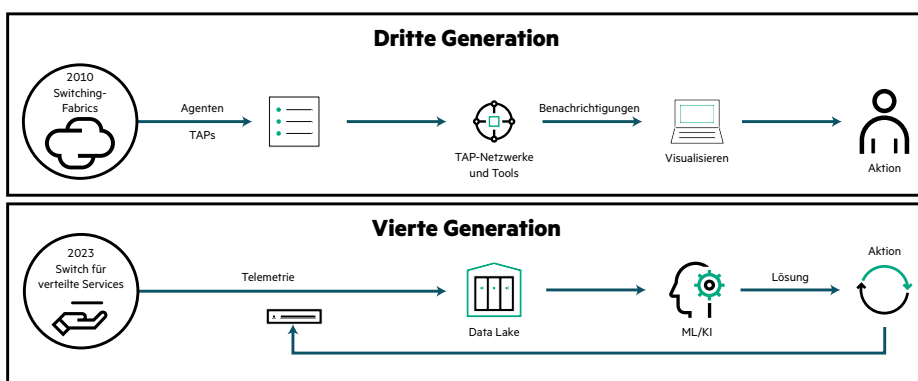 Dritte Generation
2010
Switching-
Fabrics
Agenten
TAPs
TAP-Netzwerke
und Tools
Benachrichtigungen
Visualisieren
Aktion
Vierte Generation
2023
Switch für
verteilte Services
Telemetrie
Data Lake
ML/KI
Lösung
Aktion